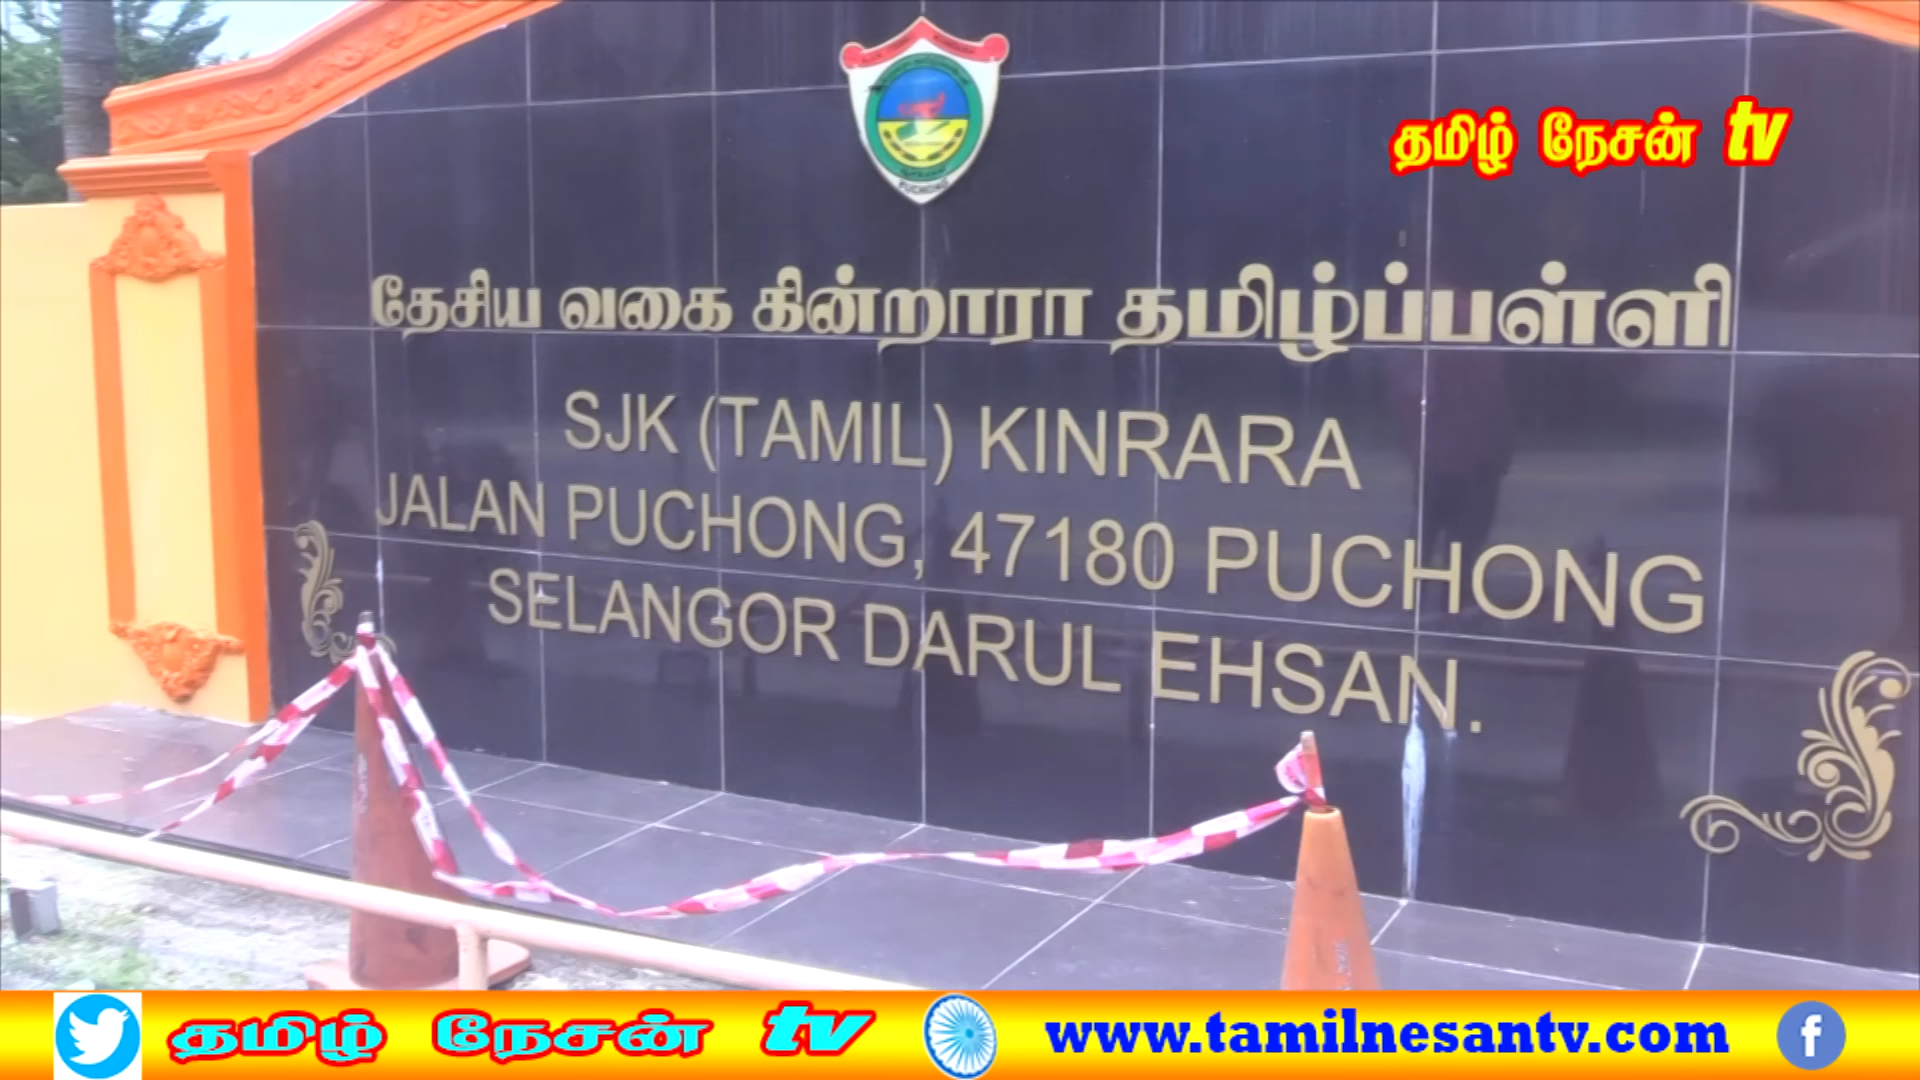 PUCHONG
தமிழ் நேசன் tv
தேசிய வகை கின்றாரா தமிழ்ப்பள்ளி
SJK (TAMIL) KINRARA
JALAN PUCHONG, 47180 PUCHONG
SELANGOR DARUL EHSAN.
தமிழ் நேசன் tv www.tamilnesantv.com f